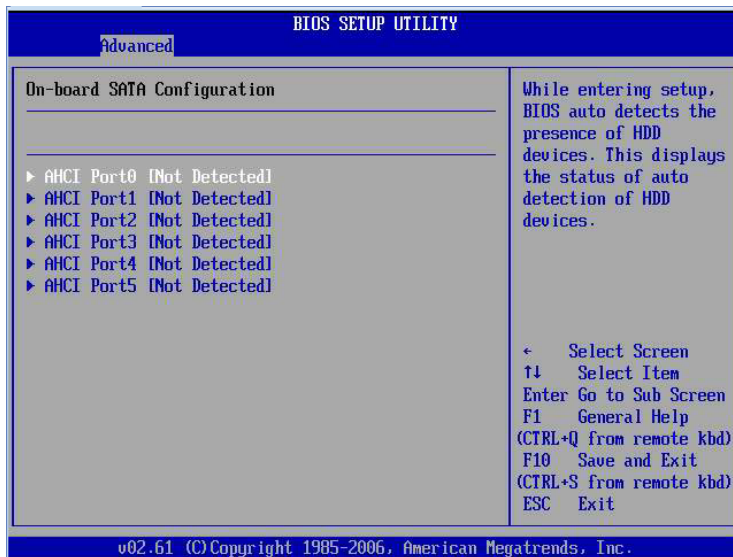 BIOS SETUP UTILITY
Advanced
On-board SATA Configuration
▶ AHCI Port0 [Not Detected]
▶ AHCI Port1 [Not Detected]
▶ AHCI Port2 [Not Detected]
▶ AHCI Port3 [Not Detected]
▶ AHCI Port4 [Not Detected]
▶ AHCI Port5 [Not Detected]
While entering setup,
BIOS auto detects the
presence of HDD
devices. This displays
the status of auto
detection of HDD
devices.
← Select Screen
↑↓ Select Item
Enter Go to Sub Screen
F1 General Help
(CTRL+Q from remote kbd)
F10 Save and Exit
(CTRL+S from remote kbd)
ESC Exit
v02.61 (C)Copyright 1985-2006, American Megatrends, Inc.